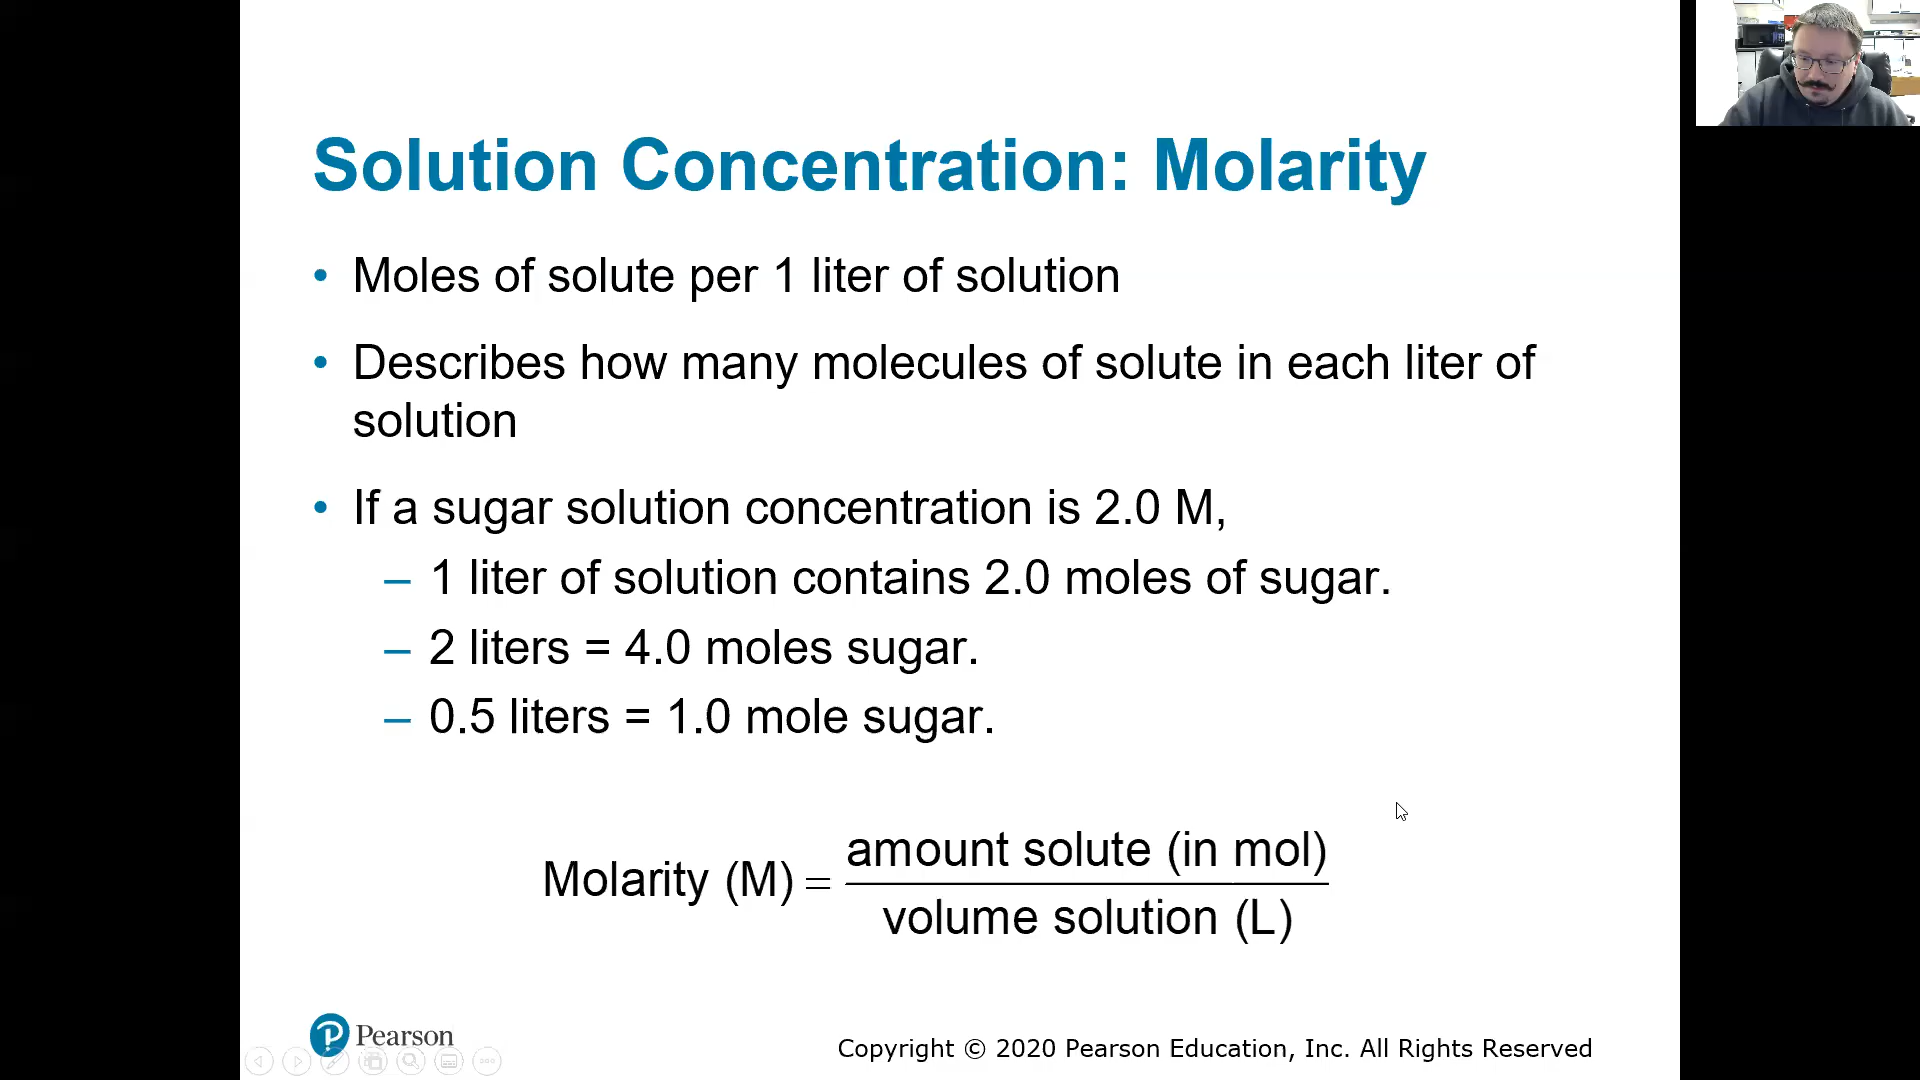 Solution Concentration: Molarity
• Moles of solute per 1 liter of solution
• Describes how many molecules of solute in each liter of
solution
• If a sugar solution concentration is 2.0 M,
– 1 liter of solution contains 2.0 moles of sugar.
– 2 liters = 4.0 moles sugar.
– 0.5 liters = 1.0 mole sugar.
amount solute (in mol)
Molarity (M) =
volume solution (L)
P Pearson
Copyright © 2020 Pearson Education, Inc. All Rights Reserved